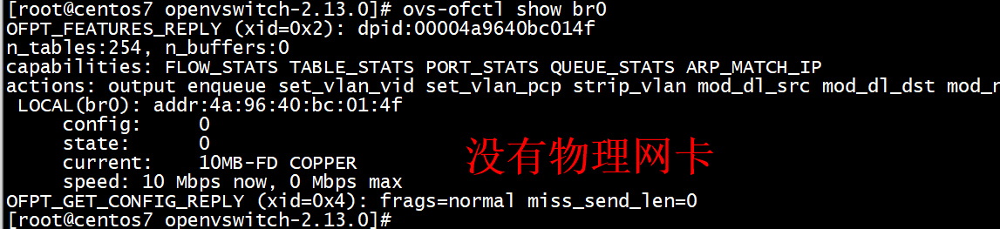 [root@centos7 openvswitch-2.13.0]# ovs-ofctl show br0
OFPT_FEATURES_REPLY (xid=0x2): dpid:00004a9640bc014f
n_tables:254, n_buffers:0
capabilities: FLOW_STATS TABLE_STATS PORT_STATS QUEUE_STATS ARP_MATCH_IP
actions: output enqueue set_vlan_vid set_vlan_pcp strip_vlan mod_dl_src mod_dl_dst mod_n
LOCAL(br0): addr:4a:96:40:bc:01:4f
config: 0
state: 0
current: 10MB-FD COPPER
speed: 10 Mbps now, 0 Mbps max
没有物理网卡
OFPT_GET_CONFIG_REPLY (xid=0x4): frags=normal miss_send_len=0
[root@centos7 openvswitch-2.13.0]#